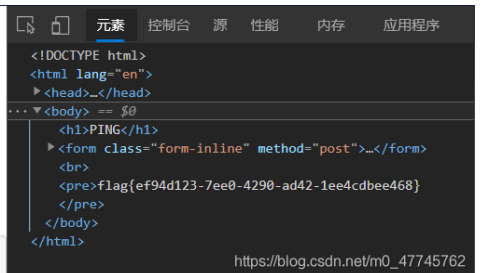 元素 控制台 源 性能 内存 应用程序
<!DOCTYPE html>
<html lang="en">
<head>…</head>
<body> == $0
<h1>PING</h1>
<form class="form-inline" method="post">…</form>
<br>
<pre>flag{ef94d123-7ee0-4290-ad42-1ee4cdbee468}
</pre>
</body>
</html>
https://blog.csdn.net/m0_47745762